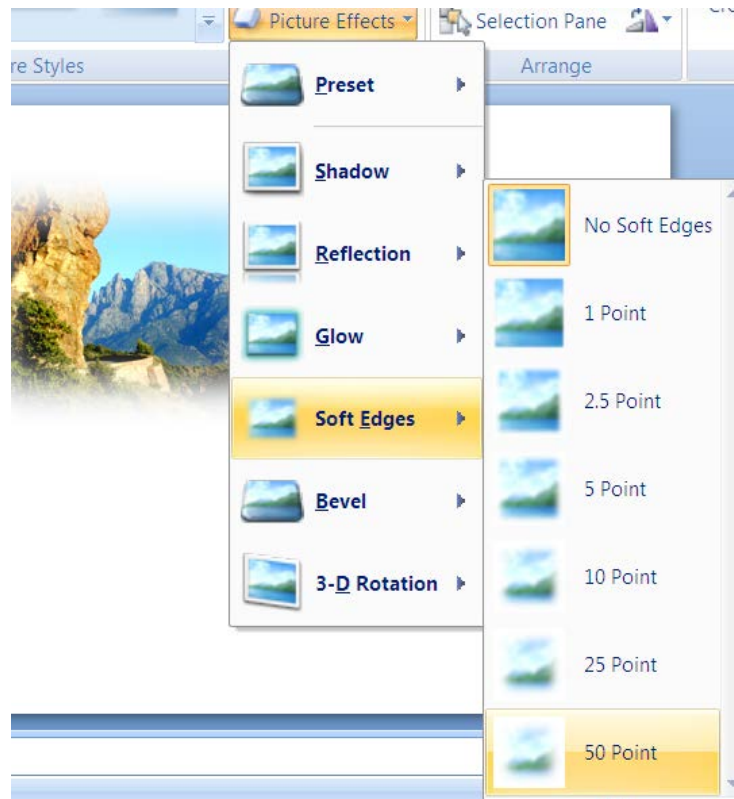 Picture Effects
Selection Pane
re Styles
Arrange
Preset
Shadow
Reflection
Glow
Soft Edges
Bevel
3-D Rotation
No Soft Edges
1 Point
2.5 Point
5 Point
10 Point
25 Point
50 Point